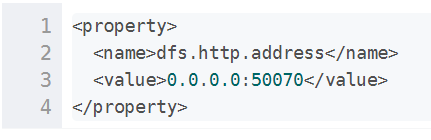 1 <property>
2   <name>dfs.http.address</name>
3   <value>0.0.0.0:50070</value>
4 </property>